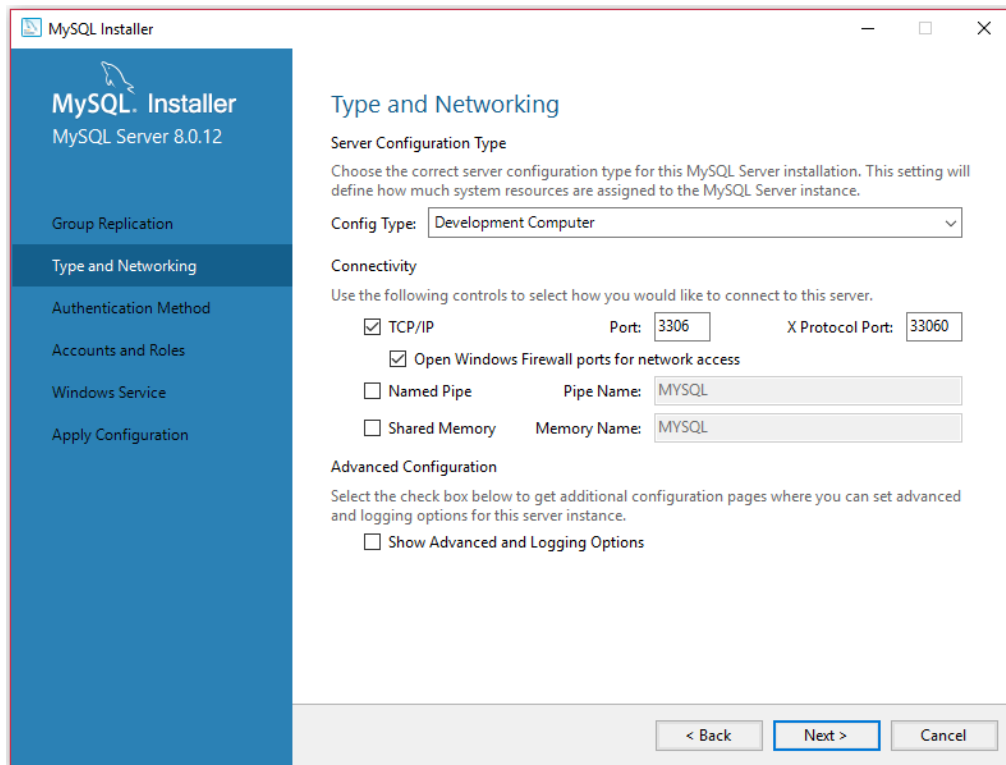 MySQL Installer
MySQL. Installer
MySQL Server 8.0.12
Group Replication
Type and Networking
Authentication Method
Accounts and Roles
Windows Service
Apply Configuration
Type and Networking
Server Configuration Type
Choose the correct server configuration type for this MySQL Server installation. This setting will
define how much system resources are assigned to the MySQL Server instance.
Config Type: Development Computer
Connectivity
Use the following controls to select how you would like to connect to this server.
TCP/IP Port: 3306 X Protocol Port: 33060
Open Windows Firewall ports for network access
Named Pipe Pipe Name: MYSQL
Shared Memory Memory Name: MYSQL
Advanced Configuration
Select the check box below to get additional configuration pages where you can set advanced
and logging options for this server instance.
Show Advanced and Logging Options
< Back Next > Cancel